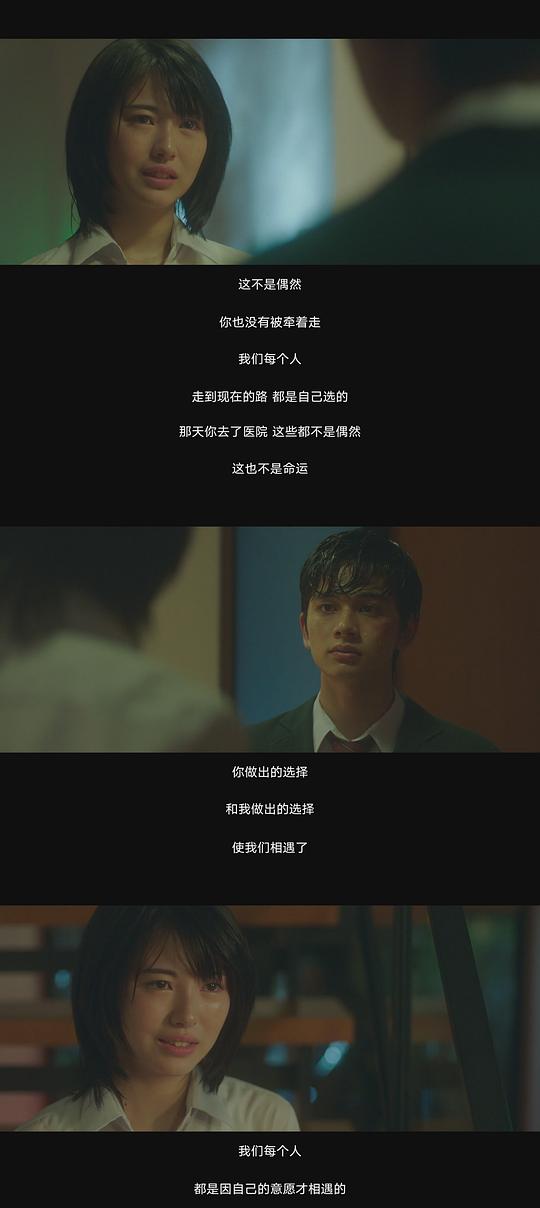 这不是偶然
你也没有被牵着走
我们每个人
走到现在的路 都是自己选的
那天你去了医院 这些都不是偶然
这也不是命运
你做出的选择
和我做出的选择
使我们相遇了
我们每个人
都是因自己的意愿才相遇的